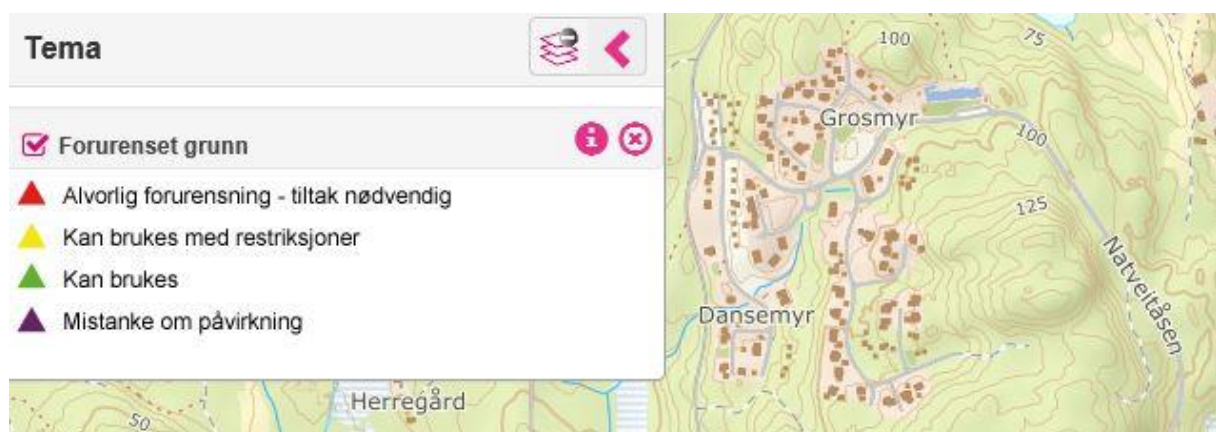 Tema
Forurenset grunn
Alvorlig forurensning - tiltak nødvendig
Kan brukes med restriksjoner
Kan brukes
Mistanke om påvirkning
100
75
Grosmyr
100
125
Natveitåsen
Dansemyr
Herregård
50